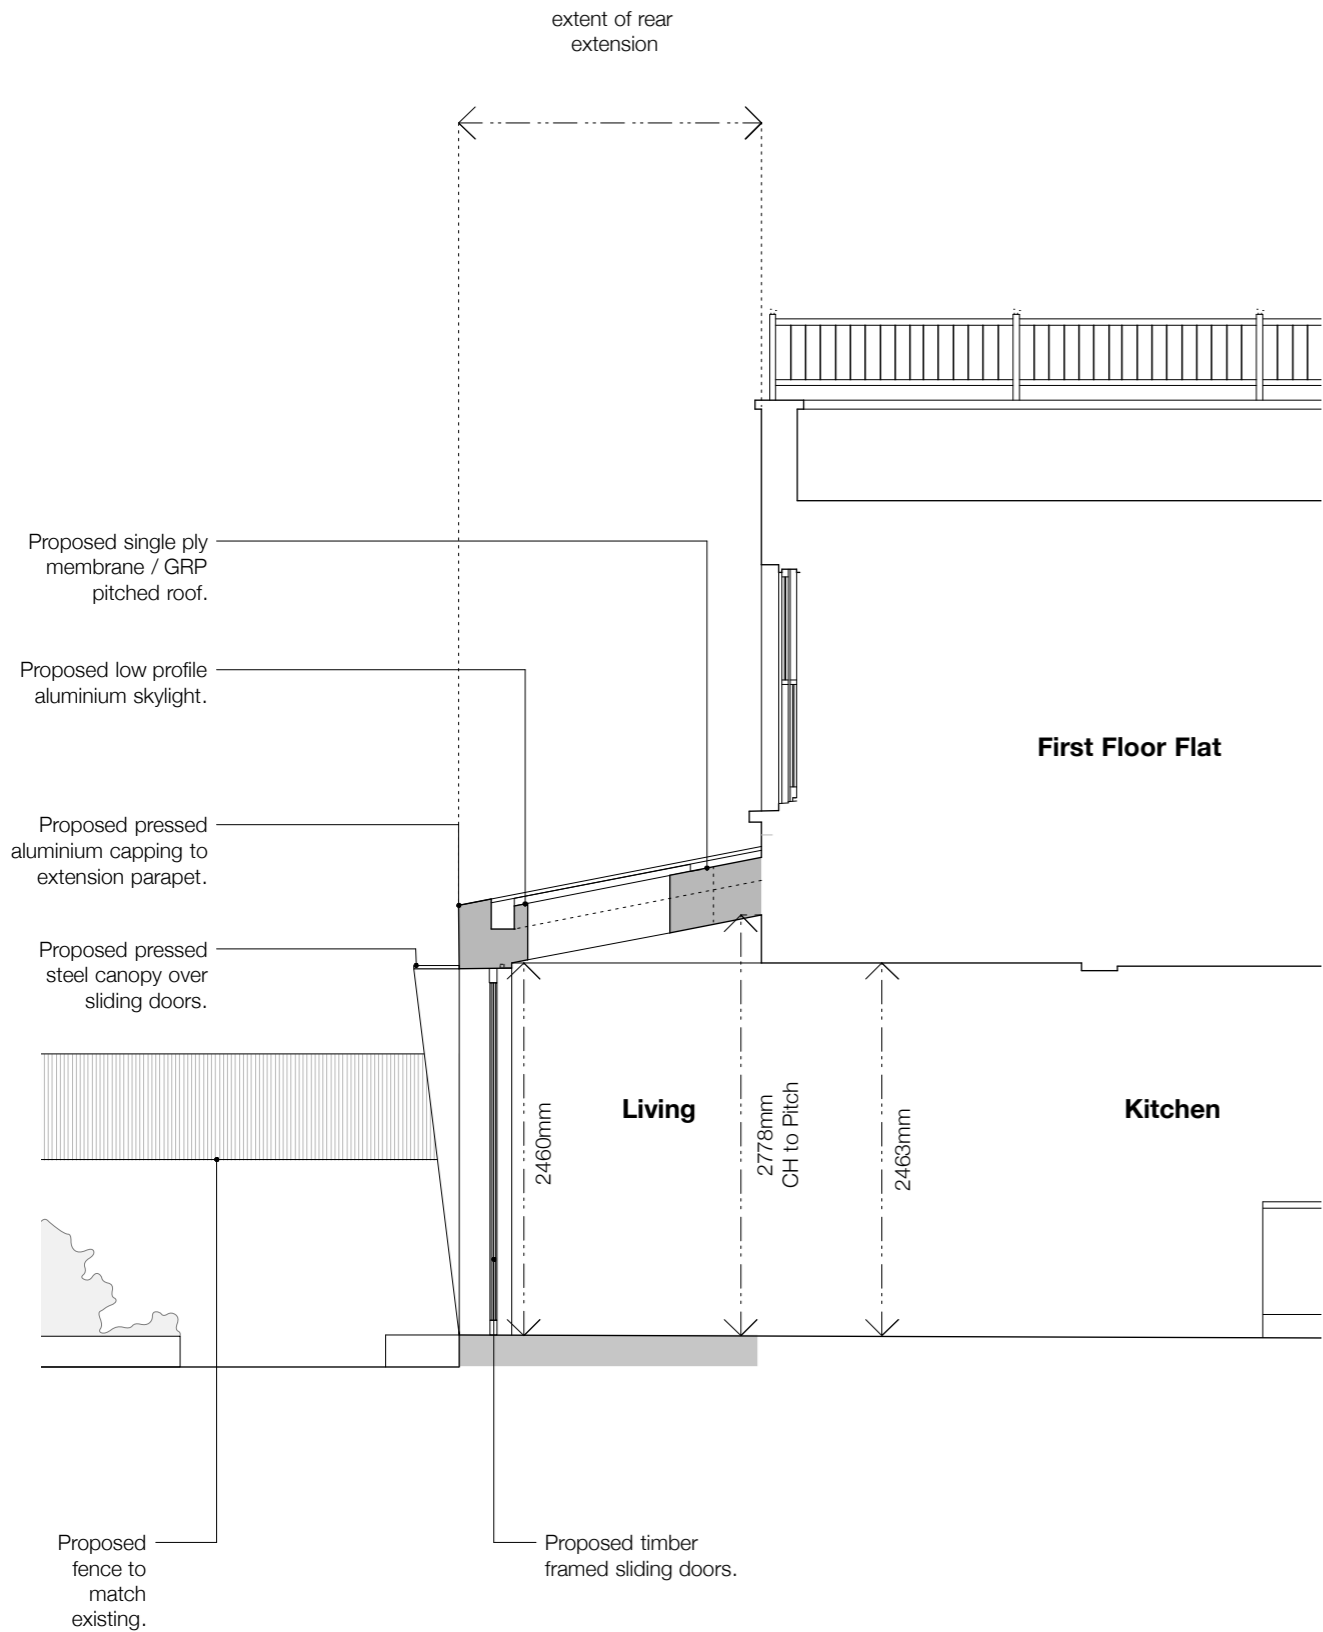 extent of rear
extension
Proposed single ply
membrane / GRP
pitched roof.
Proposed low profile
aluminium skylight.
First Floor Flat
Proposed pressed
aluminium capping to
extension parapet.
Proposed pressed
steel canopy over
sliding doors.
2460mm
Living
2778mm
CH to Pitch
2463mm
Kitchen
Proposed
fence to
match
existing.
Proposed timber
framed sliding doors.